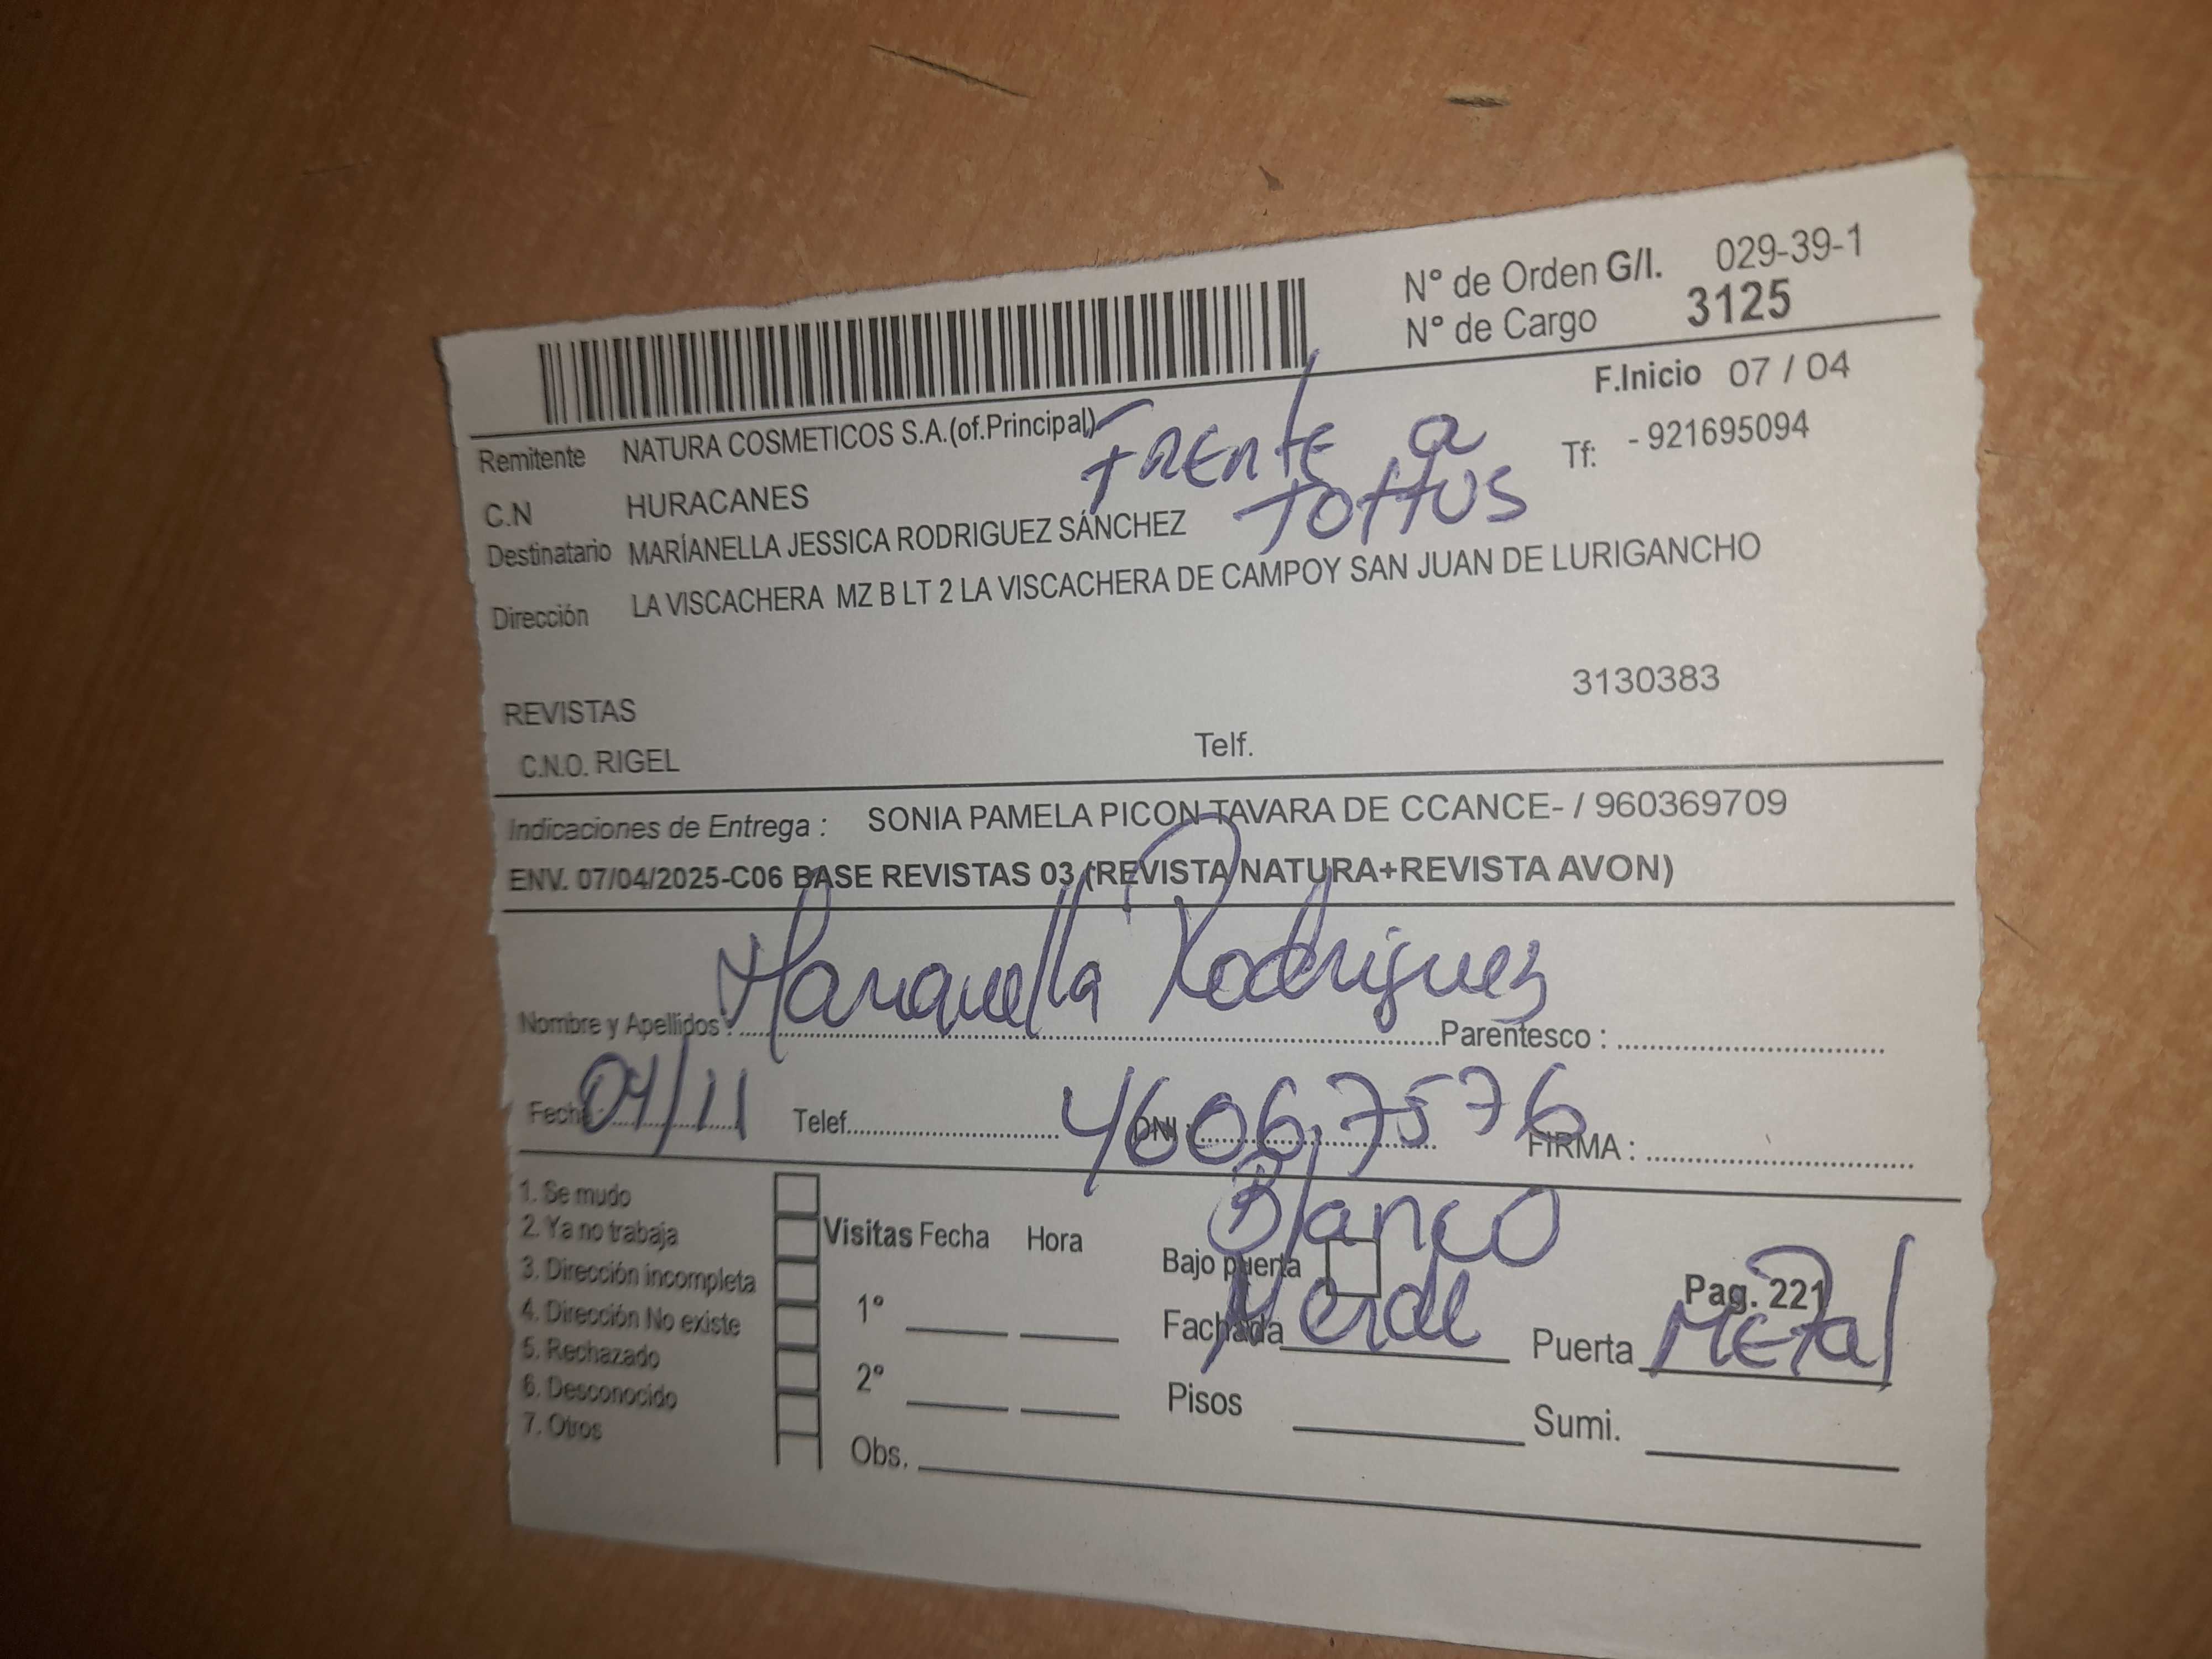 N° de Orden G/I. 029-39-1
N° de Cargo 3125
F.Inicio 07 / 04
Remitente NATURA COSMETICOS S.A.(of.Principal)
Frente a
Tottus
Tf: - 921695094
C.N HURACANES
Destinatario MARÍANELLA JESSICA RODRIGUEZ SÁNCHEZ
Dirección LA VISCACHERA MZ B LT 2 LA VISCACHERA DE CAMPOY SAN JUAN DE LURIGANCHO
3130383
REVISTAS
C.N.O. RIGEL Telf.
Indicaciones de Entrega : SONIA PAMELA PICON TAVARA DE CCANCE- / 960369709
ENV. 07/04/2025-C06 BASE REVISTAS 03 (REVISTA NATURA+REVISTA AVON)
Nombre y Apellidos : Marianella Rodriguez Parentesco :
Fecha : 04/11 Telef. DNI : 46067576 FIRMA :
1. Se mudo
2. Ya no trabaja
3. Dirección incompleta
4. Dirección No existe
5. Rechazado
6. Desconocido
7. Otros
Visitas Fecha Hora
1°
2°
Obs.
Blanco
Bajo puerta
Pag. 221
Fachada Verde Puerta Metal
Pisos Sumi.